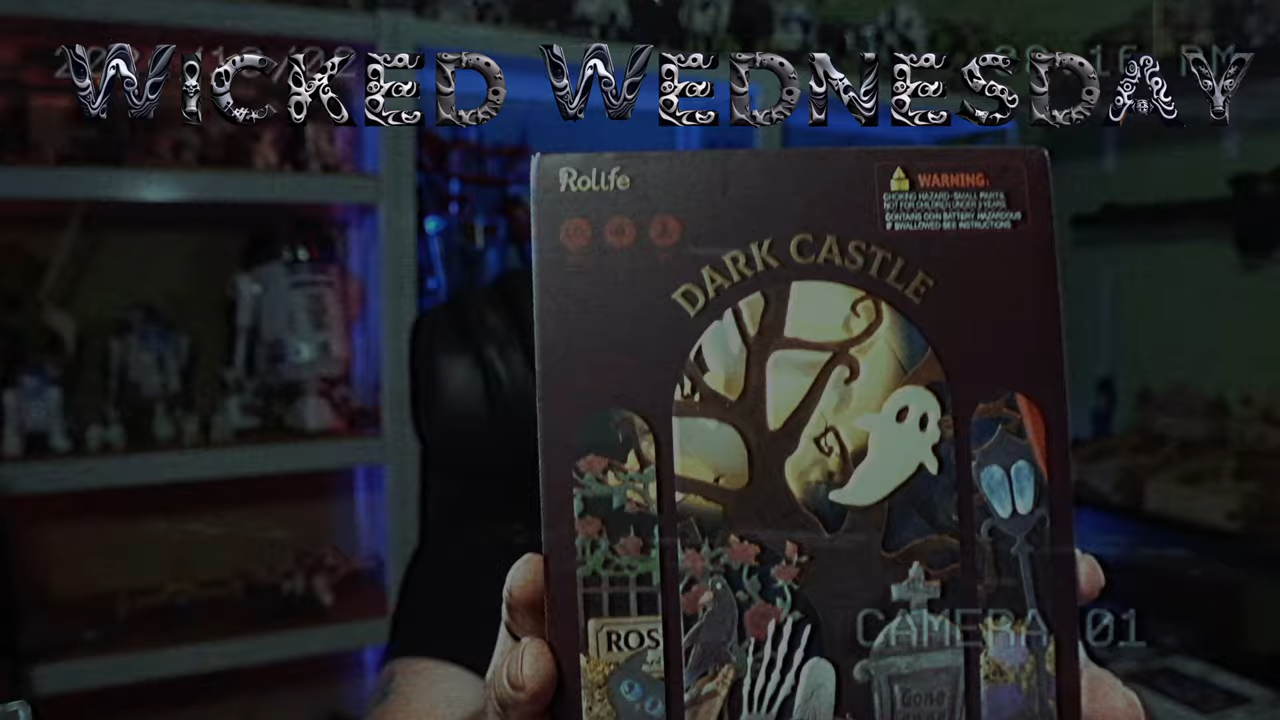 WICKED WEDNESDAY
Rolife
WARNING:
CHOKING HAZARD-SMALL PARTS
NOT FOR CHILDREN UNDER 3 YEARS
CONTAINS COIN BATTERY, HAZARDOUS
IF SWALLOWED-SEE INSTRUCTIONS
DARK CASTLE
ROS
CAMERA 01
Gone